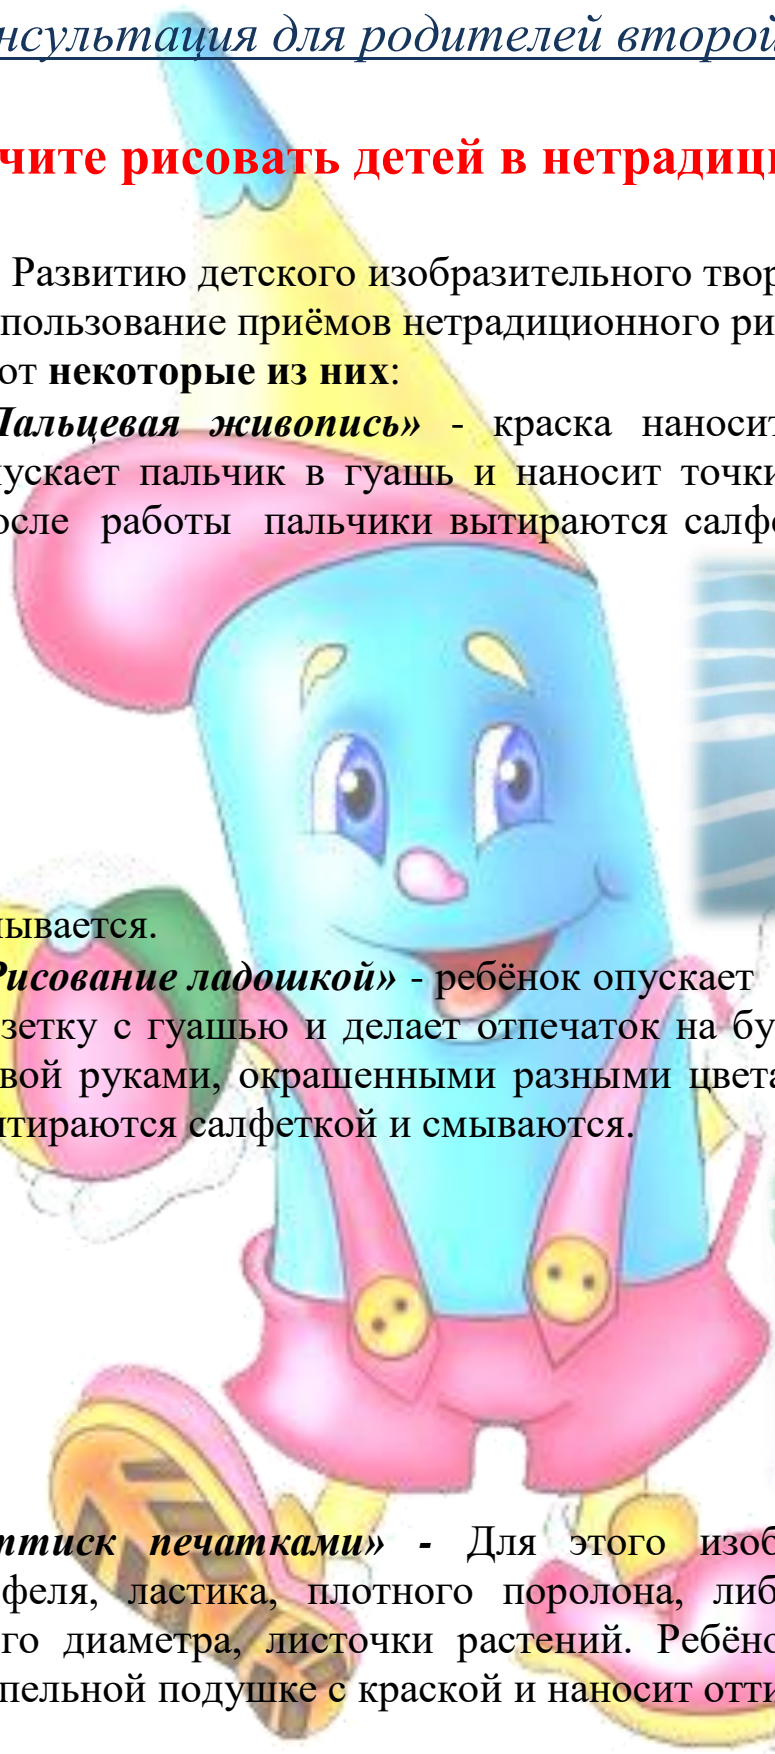 нсультация для родителей второй
чите рисовать детей в нетрадиц
Развитию детского изобразительного твор
пользование приёмов нетрадиционного ри
от некоторые из них:
Пальцевая живопись» - краска наносит
ускает пальчик в гуашь и наносит точки
осле работы пальчики вытираются салфе
ывается.
Рисование ладошкой» - ребёнок опускает
зетку с гуашью и делает отпечаток на бу
вой руками, окрашенными разными цвета
тираются салфеткой и смываются.
ттиск печатками» - Для этого изоб
феля, ластика, плотного поролона, либ
го диаметра, листочки растений. Ребёно
пельной подушке с краской и наносит отти